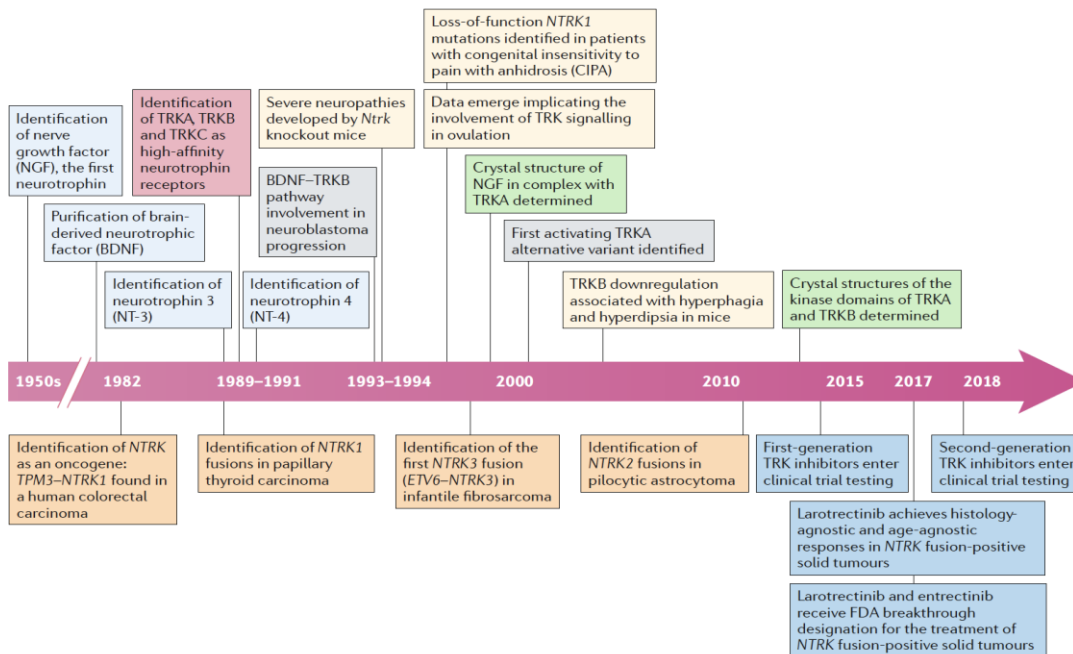 Loss-of-function NTRK1
mutations identified in patients
with congenital insensitivity to
pain with anhidrosis (CIPA)
Identification
of nerve
growth factor
(NGF), the first
neurotrophin
Identification
of TRKA, TRKB
and TRKC as
high-affinity
neurotrophin
receptors
Severe neuropathies
developed by Ntrk
knockout mice
Data emerge implicating the
involvement of TRK signalling
in ovulation
BDNF–TRKB
pathway
involvement in
neuroblastoma
progression
Crystal structure of
NGF in complex with
TRKA determined
Purification of brain-
derived neurotrophic
factor (BDNF)
First activating TRKA
alternative variant identified
Identification of
neurotrophin 3
(NT-3)
Identification of
neurotrophin 4
(NT-4)
TRKB downregulation
associated with hyperphagia
and hyperdipsia in mice
Crystal structures of the
kinase domains of TRKA
and TRKB determined
1950s 1982 1989–1991 1993–1994 2000 2010 2015 2017 2018
Identification of NTRK
as an oncogene:
TPM3–NTRK1 found in
a human colorectal
carcinoma
Identification of NTRK1
fusions in papillary
thyroid carcinoma
Identification of the
first NTRK3 fusion
(ETV6–NTRK3) in
infantile fibrosarcoma
Identification of
NTRK2 fusions in
pilocytic astrocytoma
First-generation
TRK inhibitors enter
clinical trial testing
Second-generation
TRK inhibitors enter
clinical trial testing
Larotrectinib achieves histology-
agnostic and age-agnostic
responses in NTRK fusion-positive
solid tumours
Larotrectinib and entrectinib
receive FDA breakthrough
designation for the treatment of
NTRK fusion-positive solid tumours